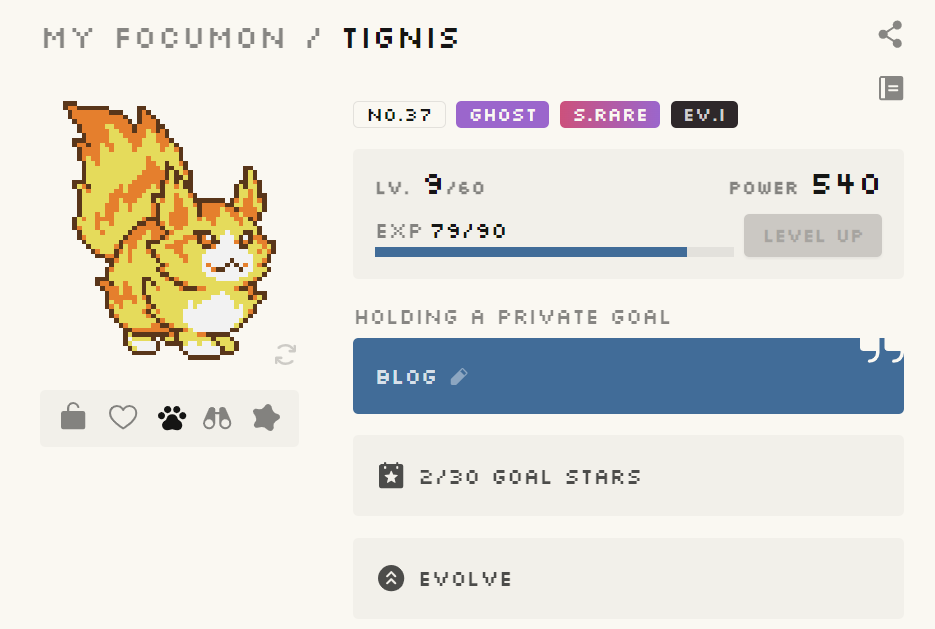 MY FOCUMON / TIGNIS
NO.37 GHOST S.RARE EV.I
LV. 9/60 POWER 540
EXP 79/90 LEVEL UP
HOLDING A PRIVATE GOAL
BLOG
2/30 GOAL STARS
EVOLVE